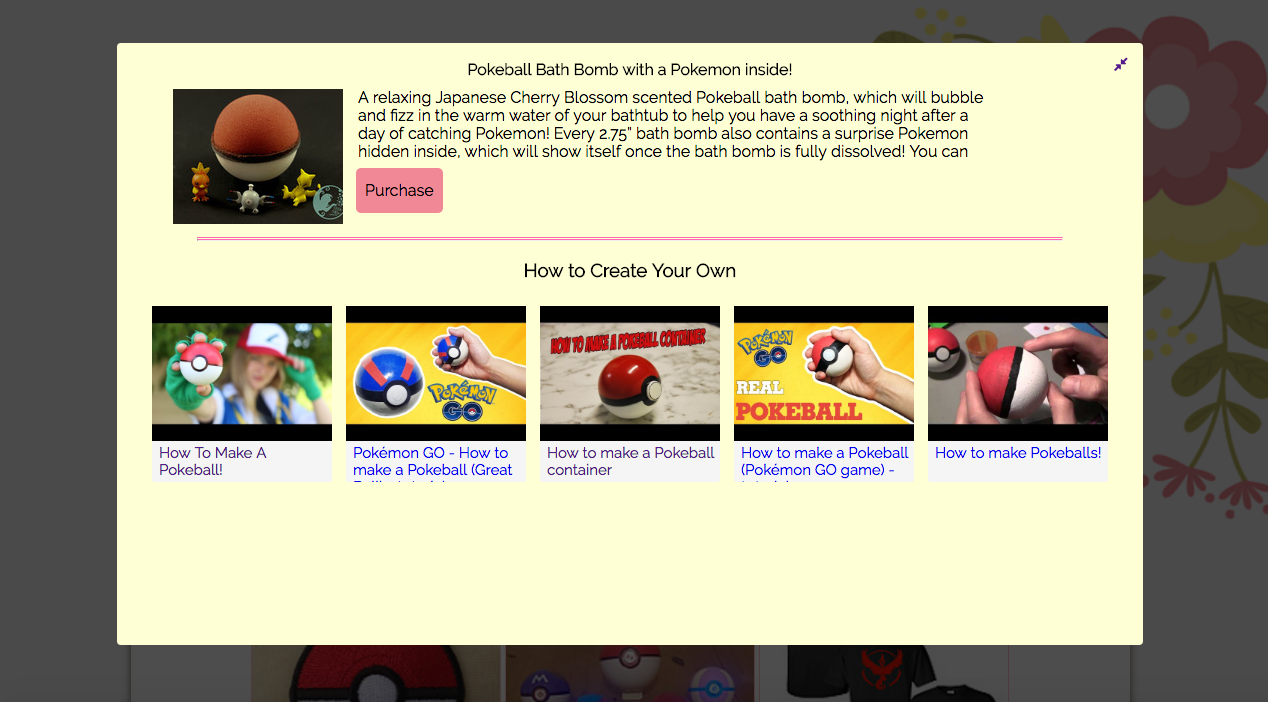 Pokeball Bath Bomb with a Pokemon inside!
A relaxing Japanese Cherry Blossom scented Pokeball bath bomb, which will bubble
and fizz in the warm water of your bathtub to help you have a soothing night after a
day of catching Pokemon! Every 2.75" bath bomb also contains a surprise Pokemon
hidden inside, which will show itself once the bath bomb is fully dissolved! You can
Purchase
How to Create Your Own
HOW TO MAKE A POKEBALL CONTAINER
POKÉMON
GO
POKÉMON
GO
REAL
POKEBALL
How To Make A
Pokeball!
Pokémon GO - How to
make a Pokeball (Great
How to make a Pokeball
container
How to make a Pokeball
(Pokémon GO game) -
How to make Pokeballs!